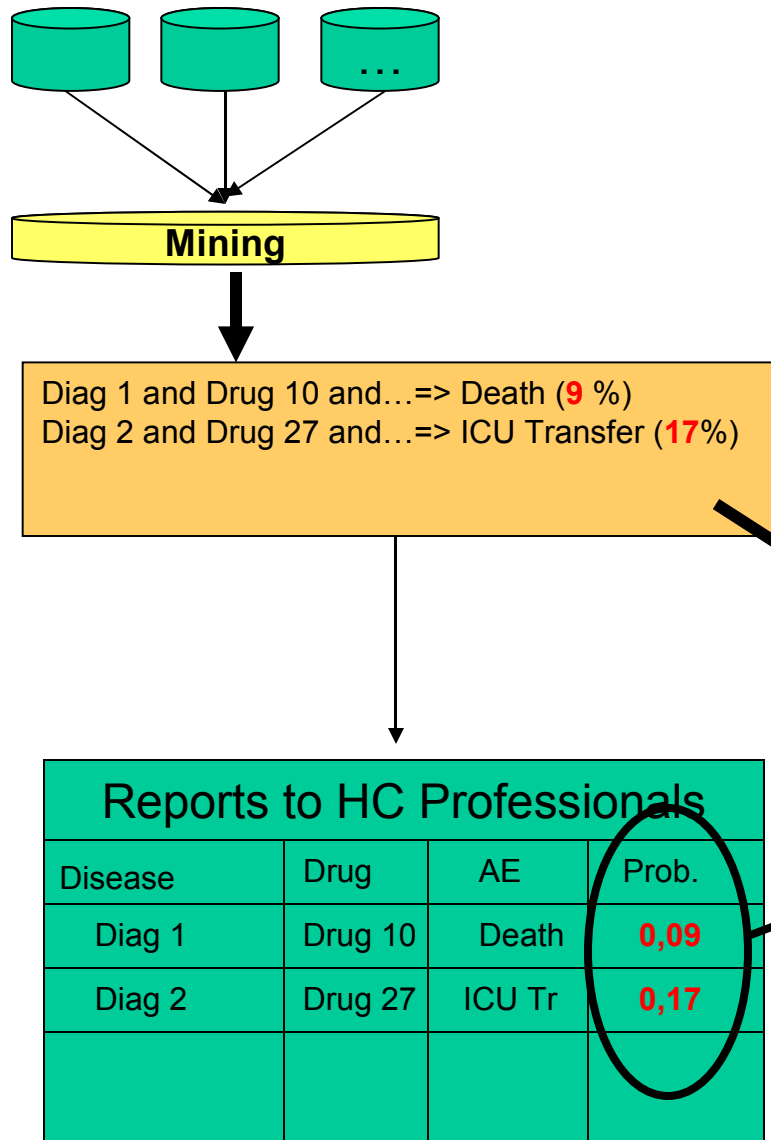 ...
Mining
Diag 1 and Drug 10 and…=> Death (9 %)
Diag 2 and Drug 27 and…=> ICU Transfer (17%)
Reports to HC Professionals
Disease Drug AE Prob.
Diag 1 Drug 10 Death 0,09
Diag 2 Drug 27 ICU Tr 0,17